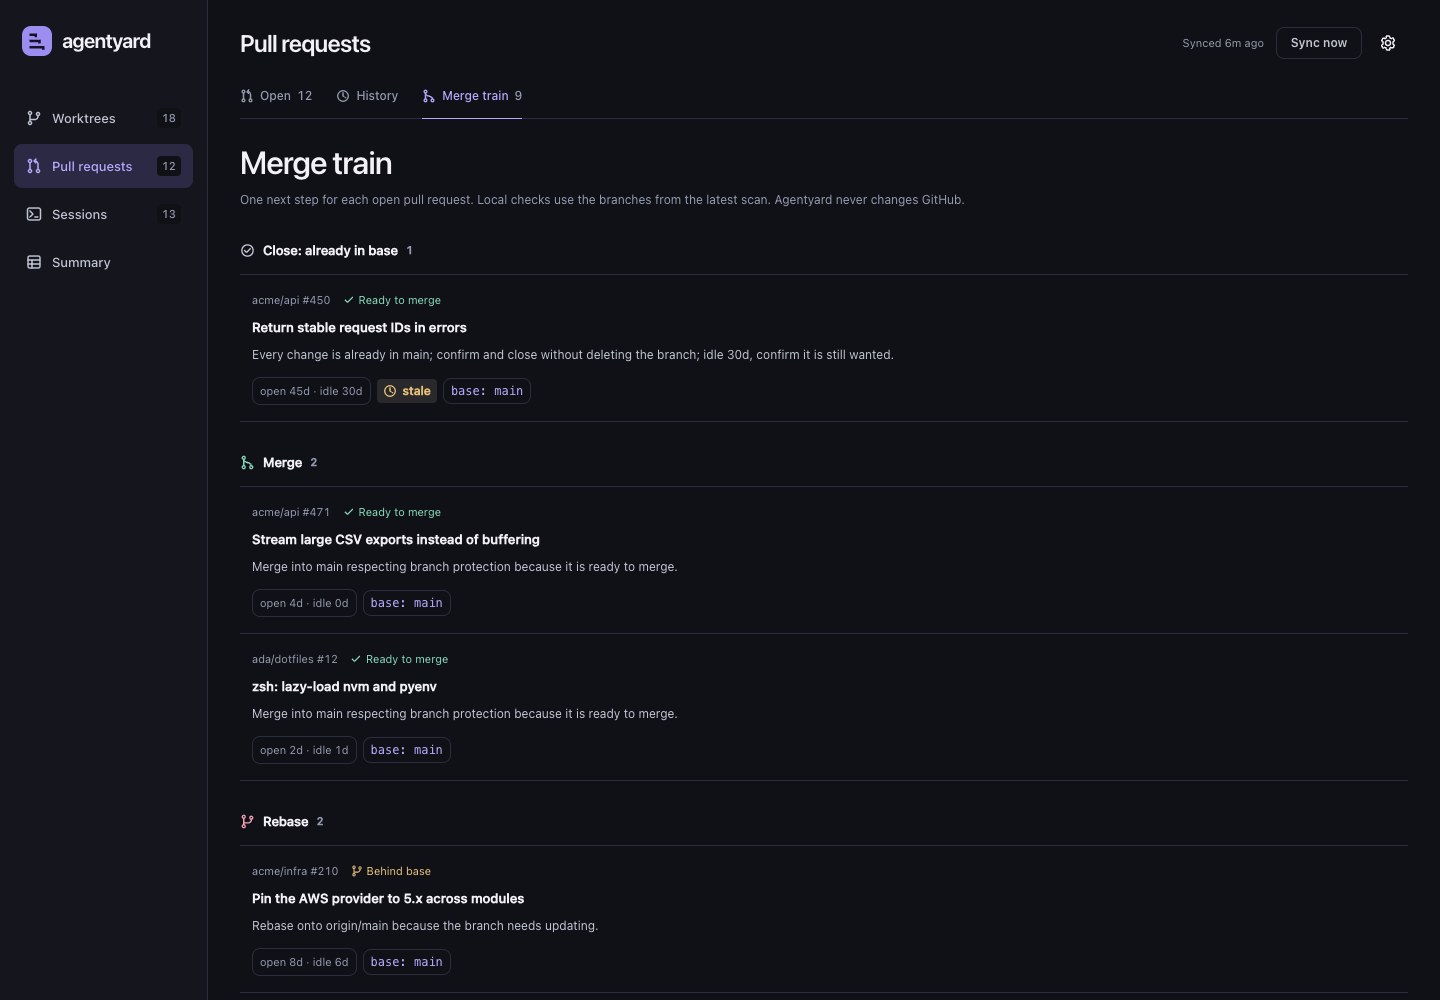 agentyard
Worktrees 18
Pull requests 12
Sessions 13
Summary
Pull requests
Synced 6m ago
Sync now
Open 12
History
Merge train 9
Merge train
One next step for each open pull request. Local checks use the branches from the latest scan. Agentyard never changes GitHub.
Close: already in base 1
acme/api #450 Ready to merge
Return stable request IDs in errors
Every change is already in main; confirm and close without deleting the branch; idle 30d, confirm it is still wanted.
open 45d · idle 30d stale base: main
Merge 2
acme/api #471 Ready to merge
Stream large CSV exports instead of buffering
Merge into main respecting branch protection because it is ready to merge.
open 4d · idle 0d base: main
ada/dotfiles #12 Ready to merge
zsh: lazy-load nvm and pyenv
Merge into main respecting branch protection because it is ready to merge.
open 2d · idle 1d base: main
Rebase 2
acme/infra #210 Behind base
Pin the AWS provider to 5.x across modules
Rebase onto origin/main because the branch needs updating.
open 8d · idle 6d base: main